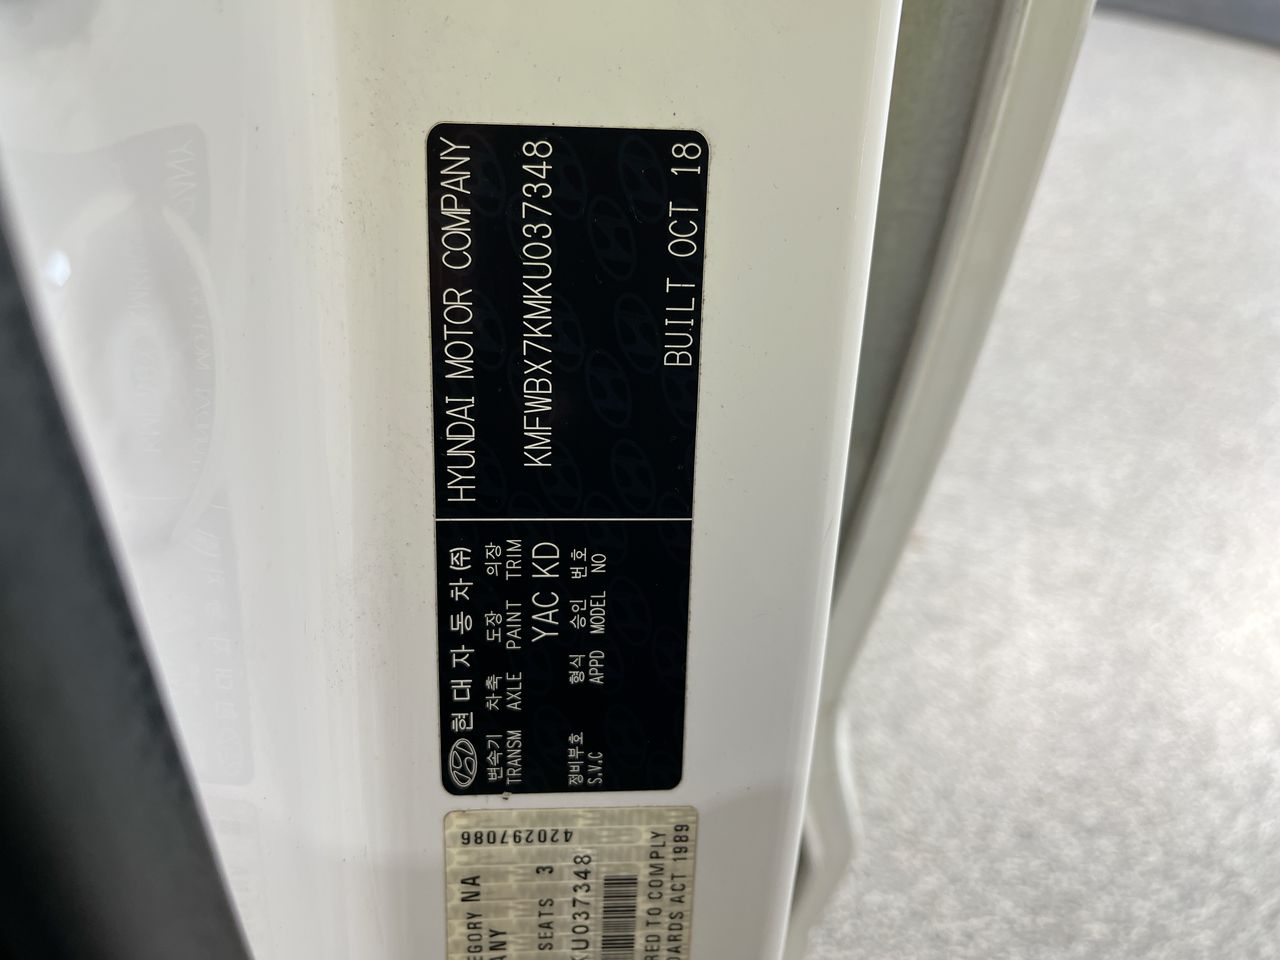 현대자동차(주)
HYUNDAI MOTOR COMPANY
변속기 차축 도장 의장
TRANSM AXLE PAINT TRIM
YAC KD
KMFWBX7KMKU037348
정비부호 형식 승인 번호
S.V.C APPD MODEL NO
BUILT OCT 18
420297086
EGORY NA
ANY
SEATS 3
KU037348
RED TO COMPLY
DARDS ACT 1989